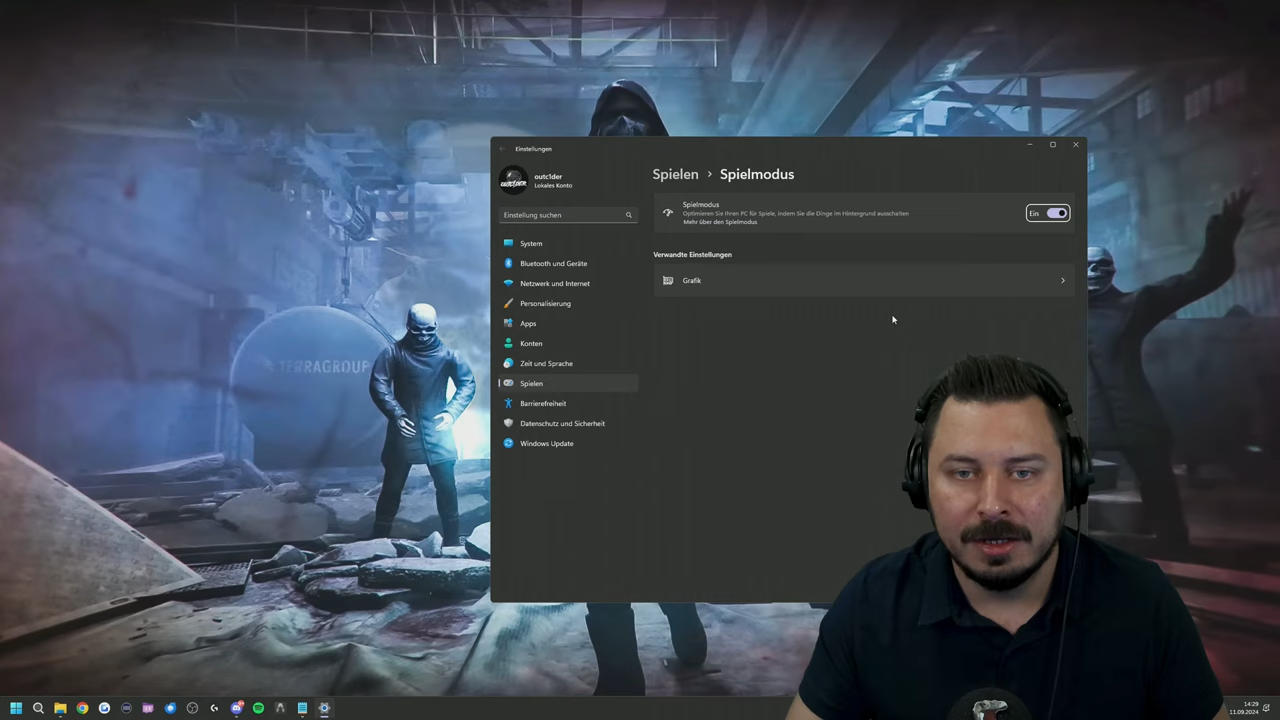 Einstellungen
outc1der
Lokales Konto
Einstellung suchen
System
Bluetooth und Geräte
Netzwerk und Internet
Personalisierung
Apps
Konten
Zeit und Sprache
Spielen
Barrierefreiheit
Datenschutz und Sicherheit
Windows Update
Spielen › Spielmodus
Spielmodus
Optimieren Sie Ihren PC für Spiele, indem Sie die Dinge im Hintergrund ausschalten
Mehr über den Spielmodus
Ein
Verwandte Einstellungen
Grafik
TERRAGROUP
14:29
11.09.2024